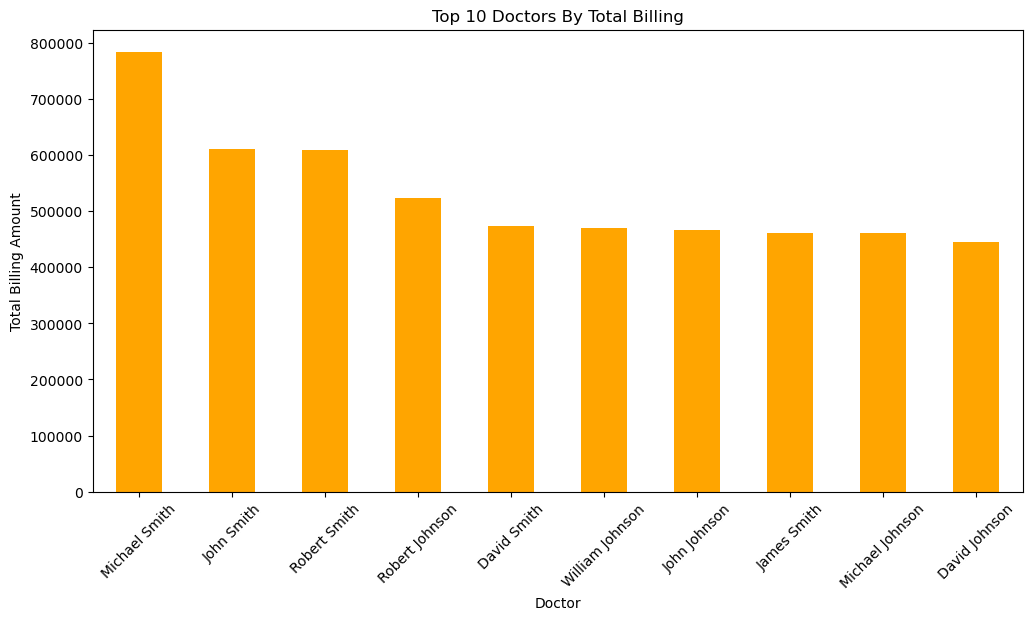 Top 10 Doctors By Total Billing
Total Billing Amount
800000
700000
600000
500000
400000
300000
200000
100000
0
Michael Smith
John Smith
Robert Smith
Robert Johnson
David Smith
William Johnson
John Johnson
James Smith
Michael Johnson
David Johnson
Doctor